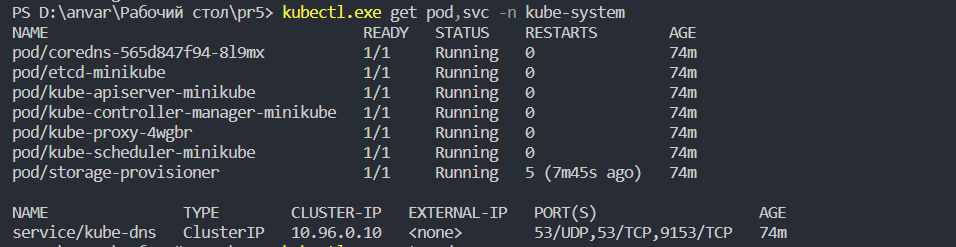 PS D:\anvar\Рабочий стол\pr5> kubectl.exe get pod,svc -n kube-system
NAME READY STATUS RESTARTS AGE
pod/coredns-565d847f94-8l9mx 1/1 Running 0 74m
pod/etcd-minikube 1/1 Running 0 74m
pod/kube-apiserver-minikube 1/1 Running 0 74m
pod/kube-controller-manager-minikube 1/1 Running 0 74m
pod/kube-proxy-4wgbr 1/1 Running 0 74m
pod/kube-scheduler-minikube 1/1 Running 0 74m
pod/storage-provisioner 1/1 Running 5 (7m45s ago) 74m
NAME TYPE CLUSTER-IP EXTERNAL-IP PORT(S) AGE
service/kube-dns ClusterIP 10.96.0.10 <none> 53/UDP,53/TCP,9153/TCP 74m